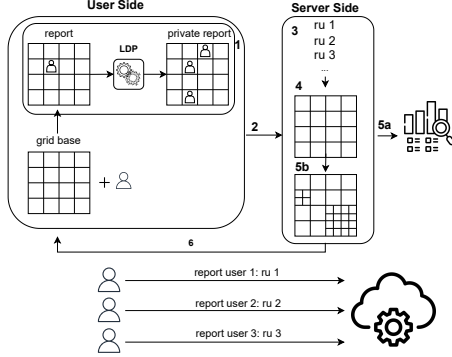 User Side
Server Side
report
LDP
private report
1
grid base
+
2
3
ru 1
ru 2
ru 3
...
4
5a
5b
6
report user 1: ru 1
report user 2: ru 2
report user 3: ru 3